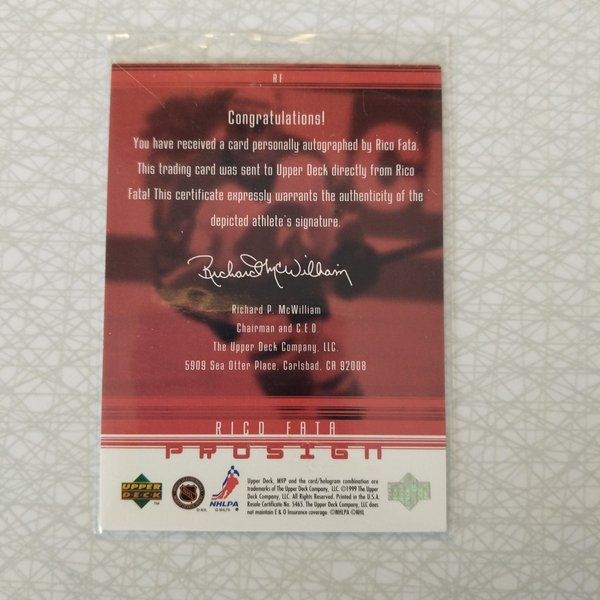 RF
Congratulations!
You have received a card personally autographed by Rico Fata.
This trading card was sent to Upper Deck directly from Rico
Fata! This certificate expressly warrants the authenticity of the
depicted athlete's signature.
Richard McWilliam
Richard P. McWilliam
Chairman and C.E.O.
The Upper Deck Company, LLC.
5909 Sea Otter Place, Carlsbad, CA 92008
RICO FATA
PROSIGN
UPPER DECK
TM
NHLPA
©NHL ©NHLPA
Upper Deck, MVP and the card/hologram combination are
trademarks of The Upper Deck Company, LLC. ©1999 The Upper
Deck Company, LLC. All Rights Reserved. Printed in the U.S.A.
Resale Certificate No. 5465. The Upper Deck Company, LLC does
not maintain E & O Insurance coverage. ©NHLPA ©NHL